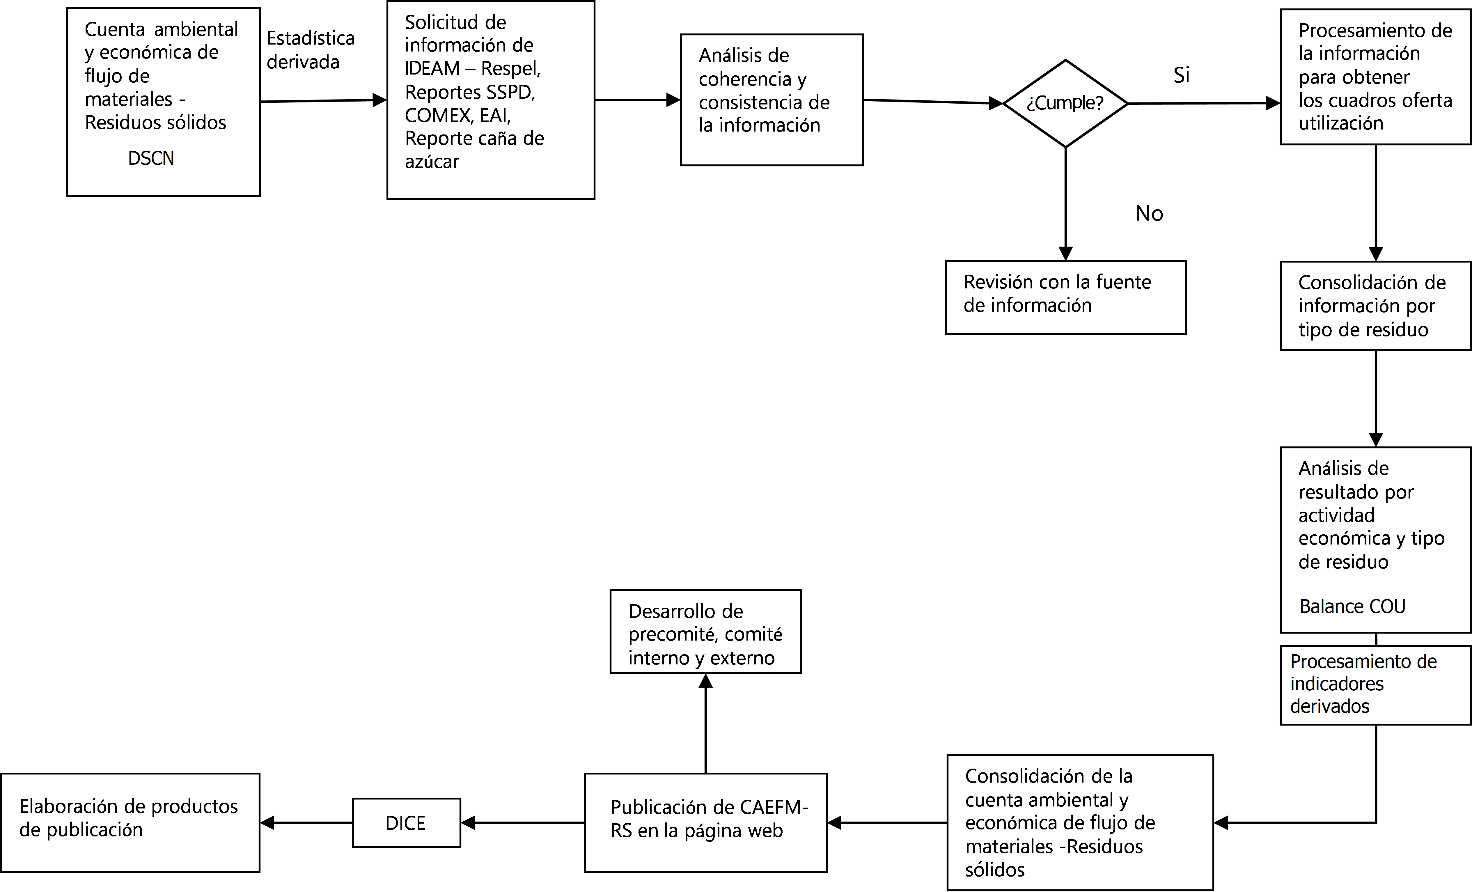 Cuenta ambiental
y económica de
flujo de
materiales -
Residuos sólidos
DSCN
Estadística
derivada
Solicitud de
información de
IDEAM – Respel,
Reportes SSPD,
COMEX, EAI,
Reporte caña de
azúcar
Análisis de
coherencia y
consistencia de
la información
¿Cumple?
Si
No
Procesamiento de
la información
para obtener
los cuadros oferta
utilización
Revisión con la fuente
de información
Consolidación de
información por
tipo de residuo
Análisis de
resultado por
actividad
económica y tipo
de residuo
Balance COU
Procesamiento de
indicadores
derivados
Consolidación de la
cuenta ambiental y
económica de flujo de
materiales -Residuos
sólidos
Publicación de CAEFM-
RS en la página web
Desarrollo de
precomité, comité
interno y externo
DICE
Elaboración de productos
de publicación